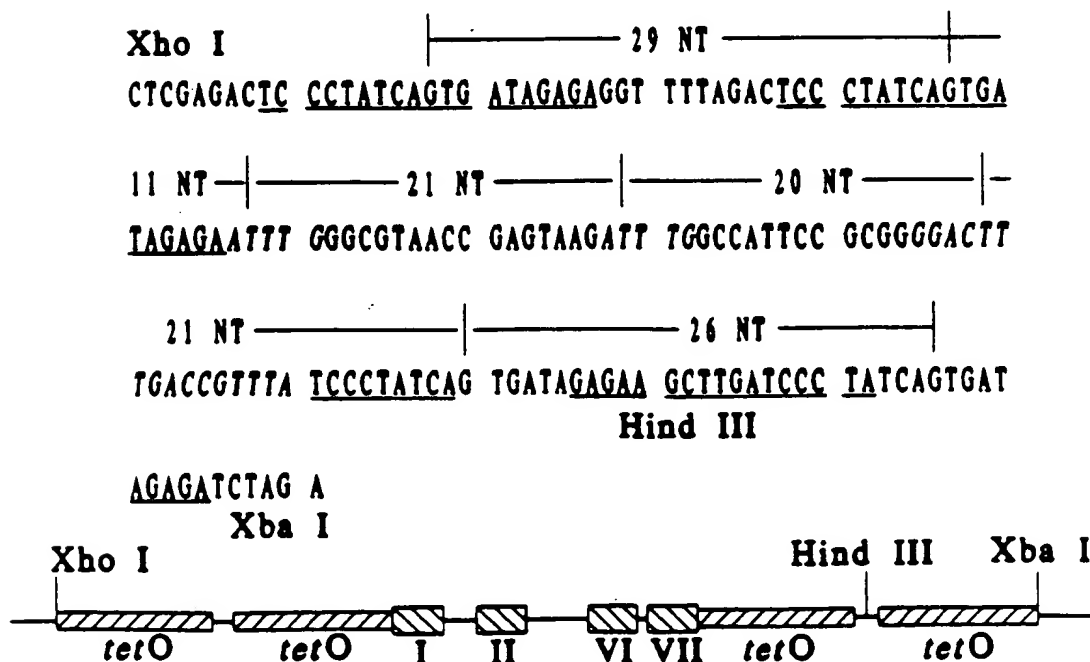 Xho I
29 NT
CTCGAGACTC CCTATCAGTG ATAGAGAGGT TTTAGACTCC CTATCAGTGA
11 NT 21 NT 20 NT
TAGAGAATTT GGGCGTAACC GAGTAAGATT TGGCCATTCC GCGGGGACTT
21 NT 26 NT
TGACCGTTTA TCCCTATCAG TGATAGAGAA GCTTGATCCC TATCAGTGAT
Hind III
AGAGATCTAG A
Xba I
Xho I Hind III Xba I
tetO tetO I II VI VII tetO tetO